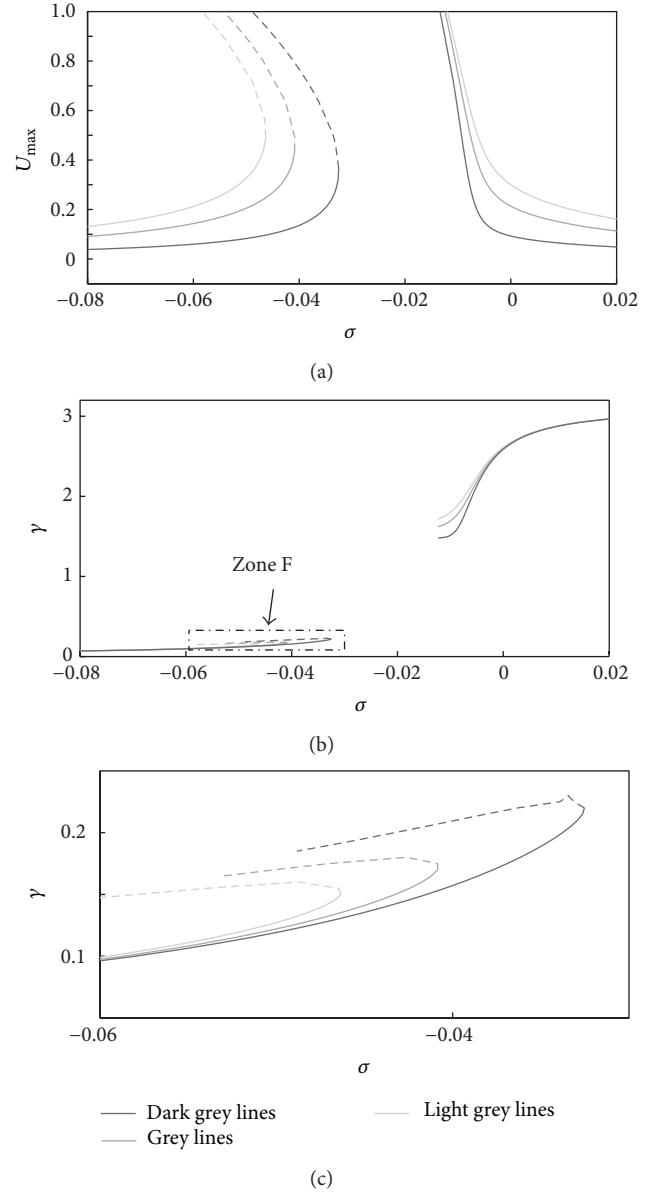 1.0
0.8
0.6
0.4
0.2
0
U_max
−0.08
−0.06
−0.04
−0.02
0
0.02
σ
(a)
3
2
1
0
γ
Zone F
−0.08
−0.06
−0.04
−0.02
0
0.02
σ
(b)
0.2
0.1
γ
−0.06
−0.04
σ
Dark grey lines
Grey lines
Light grey lines
(c)